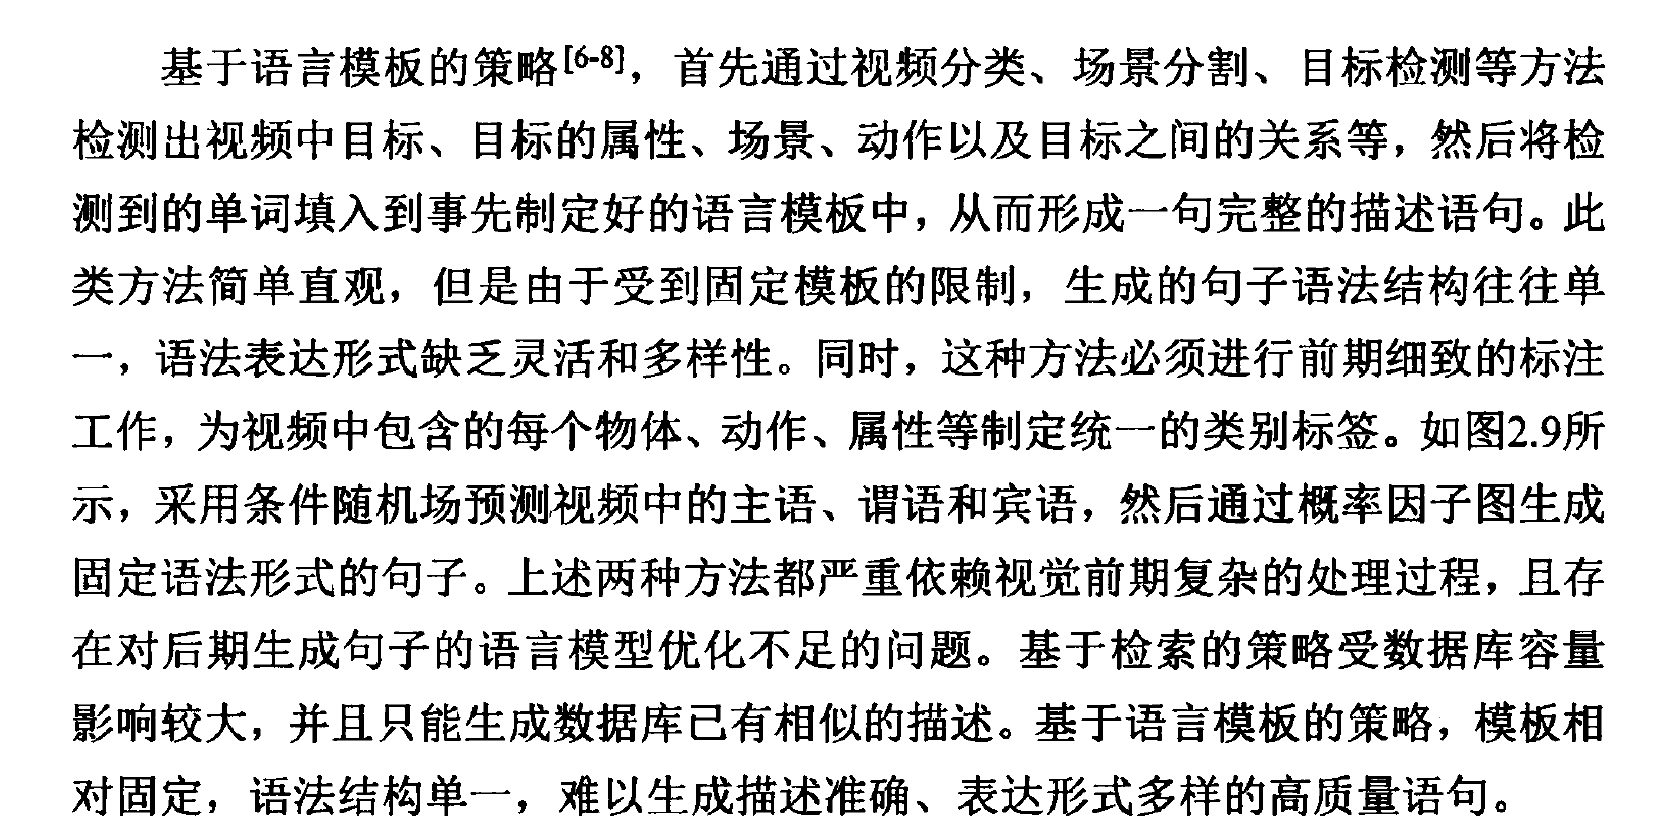 基于语言模板的策略[6-8]，首先通过视频分类、场景分割、目标检测等方法
检测出视频中目标、目标的属性、场景、动作以及目标之间的关系等，然后将检
测到的单词填入到事先制定好的语言模板中，从而形成一句完整的描述语句。此
类方法简单直观，但是由于受到固定模板的限制，生成的句子语法结构往往单
一，语法表达形式缺乏灵活和多样性。同时，这种方法必须进行前期细致的标注
工作，为视频中包含的每个物体、动作、属性等制定统一的类别标签。如图2.9所
示，采用条件随机场预测视频中的主语、谓语和宾语，然后通过概率因子图生成
固定语法形式的句子。上述两种方法都严重依赖视觉前期复杂的处理过程，且存
在对后期生成句子的语言模型优化不足的问题。基于检索的策略受数据库容量
影响较大，并且只能生成数据库已有相似的描述。基于语言模板的策略，模板相
对固定，语法结构单一，难以生成描述准确、表达形式多样的高质量语句。